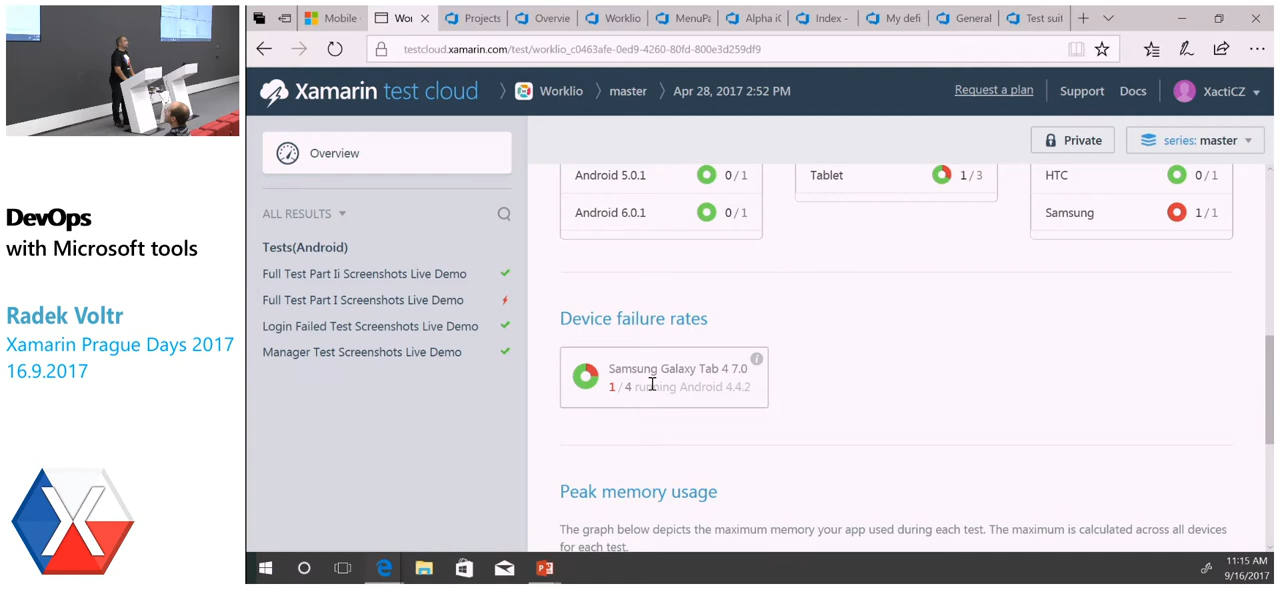 DevOps
with Microsoft tools
Radek Voltr
Xamarin Prague Days 2017
16.9.2017
X
Mobile
Wor
Projects
Overvie
Worklio
MenuPa
Alpha iC
Index -
My defi
General
Test suit
testcloud.xamarin.com/test/worklio_c0463afe-0ed9-4260-80fd-800e3d259df9
Xamarin test cloud
Worklio
master
Apr 28, 2017 2:52 PM
Request a plan
Support
Docs
XactiCZ
Overview
Private
series: master
ALL RESULTS
Tests(Android)
Full Test Part Ii Screenshots Live Demo
Full Test Part I Screenshots Live Demo
Login Failed Test Screenshots Live Demo
Manager Test Screenshots Live Demo
Android 5.0.1 0/1
Tablet 1/3
HTC 0/1
Android 6.0.1 0/1
Samsung 1/1
Device failure rates
Samsung Galaxy Tab 4 7.0
1/4 running Android 4.4.2
Peak memory usage
The graph below depicts the maximum memory your app used during each test. The maximum is calculated across all devices
for each test.
11:15 AM
9/16/2017